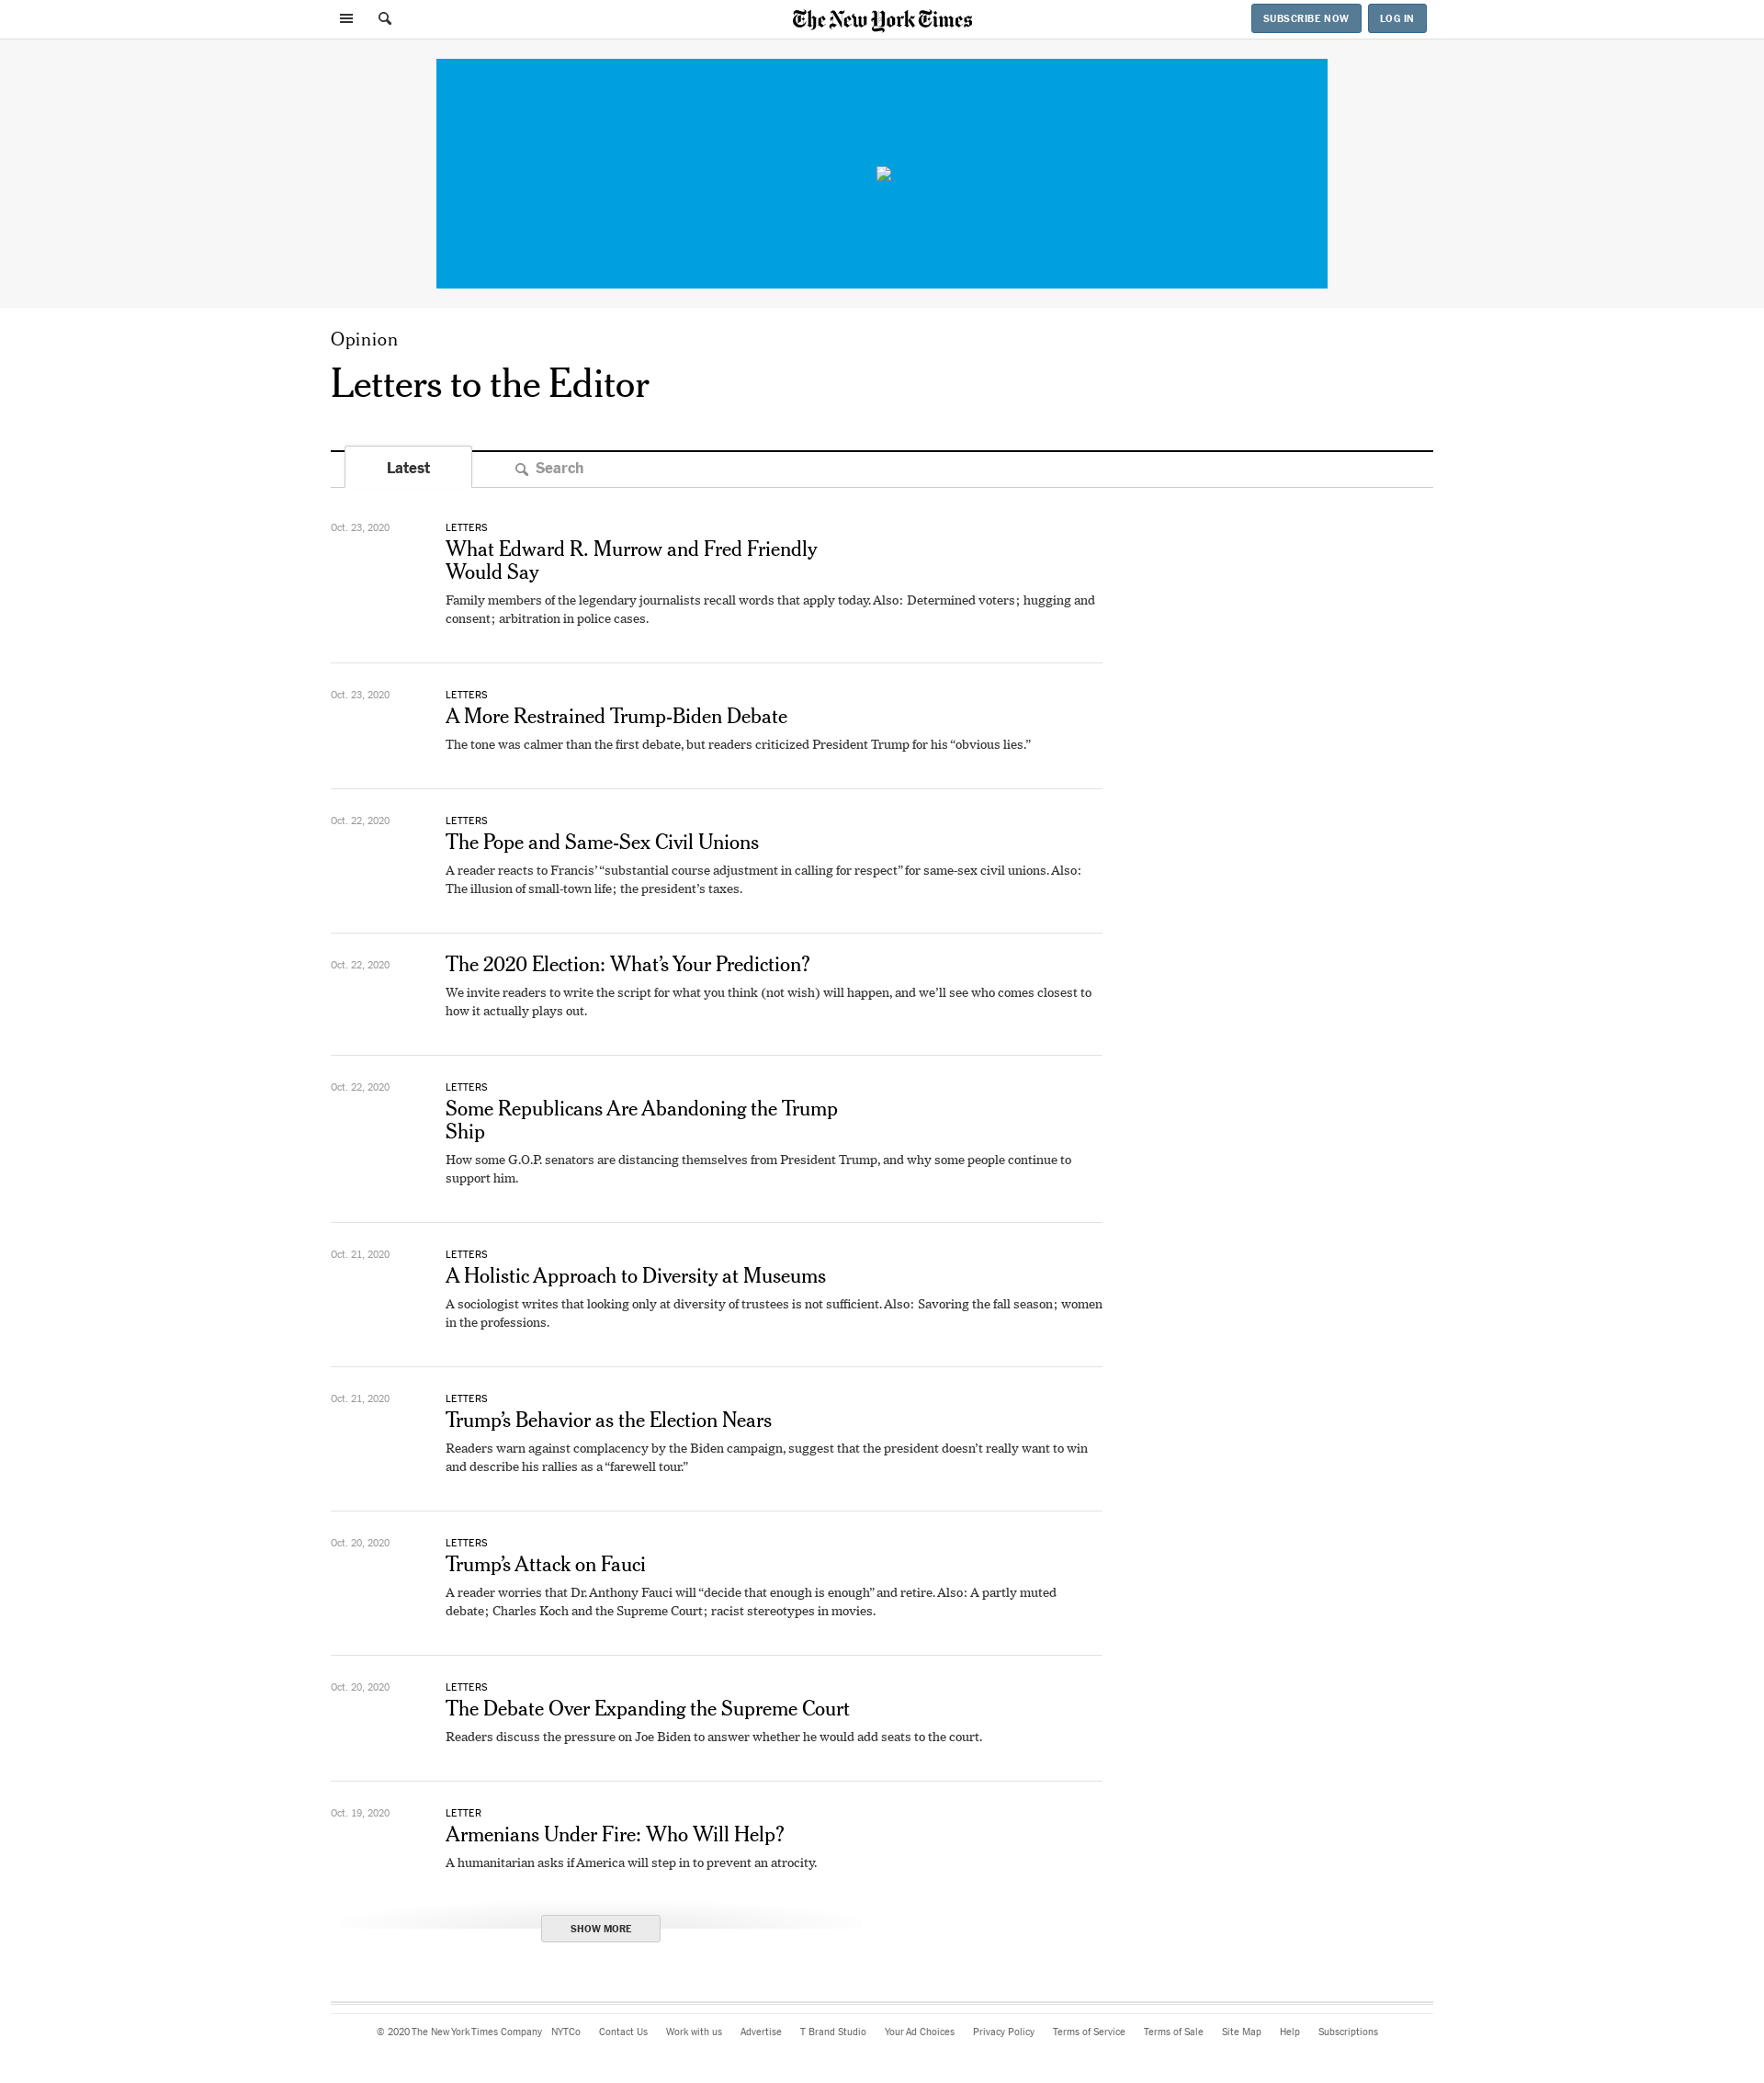 The New York Times
SUBSCRIBE NOW
LOG IN
Opinion
Letters to the Editor
Latest
Search
Oct. 23, 2020
LETTERS
What Edward R. Murrow and Fred Friendly
Would Say
Family members of the legendary journalists recall words that apply today. Also: Determined voters; hugging and
consent; arbitration in police cases.
Oct. 23, 2020
LETTERS
A More Restrained Trump-Biden Debate
The tone was calmer than the first debate, but readers criticized President Trump for his “obvious lies.”
Oct. 22, 2020
LETTERS
The Pope and Same-Sex Civil Unions
A reader reacts to Francis’ “substantial course adjustment in calling for respect” for same-sex civil unions. Also:
The illusion of small-town life; the president’s taxes.
Oct. 22, 2020
The 2020 Election: What’s Your Prediction?
We invite readers to write the script for what you think (not wish) will happen, and we’ll see who comes closest to
how it actually plays out.
Oct. 22, 2020
LETTERS
Some Republicans Are Abandoning the Trump
Ship
How some G.O.P. senators are distancing themselves from President Trump, and why some people continue to
support him.
Oct. 21, 2020
LETTERS
A Holistic Approach to Diversity at Museums
A sociologist writes that looking only at diversity of trustees is not sufficient. Also: Savoring the fall season; women
in the professions.
Oct. 21, 2020
LETTERS
Trump’s Behavior as the Election Nears
Readers warn against complacency by the Biden campaign, suggest that the president doesn’t really want to win
and describe his rallies as a “farewell tour.”
Oct. 20, 2020
LETTERS
Trump’s Attack on Fauci
A reader worries that Dr. Anthony Fauci will “decide that enough is enough” and retire. Also: A partly muted
debate; Charles Koch and the Supreme Court; racist stereotypes in movies.
Oct. 20, 2020
LETTERS
The Debate Over Expanding the Supreme Court
Readers discuss the pressure on Joe Biden to answer whether he would add seats to the court.
Oct. 19, 2020
LETTER
Armenians Under Fire: Who Will Help?
A humanitarian asks if America will step in to prevent an atrocity.
SHOW MORE
© 2020 The New York Times Company NYTCo Contact Us Work with us Advertise T Brand Studio Your Ad Choices Privacy Policy Terms of Service Terms of Sale Site Map Help Subscriptions